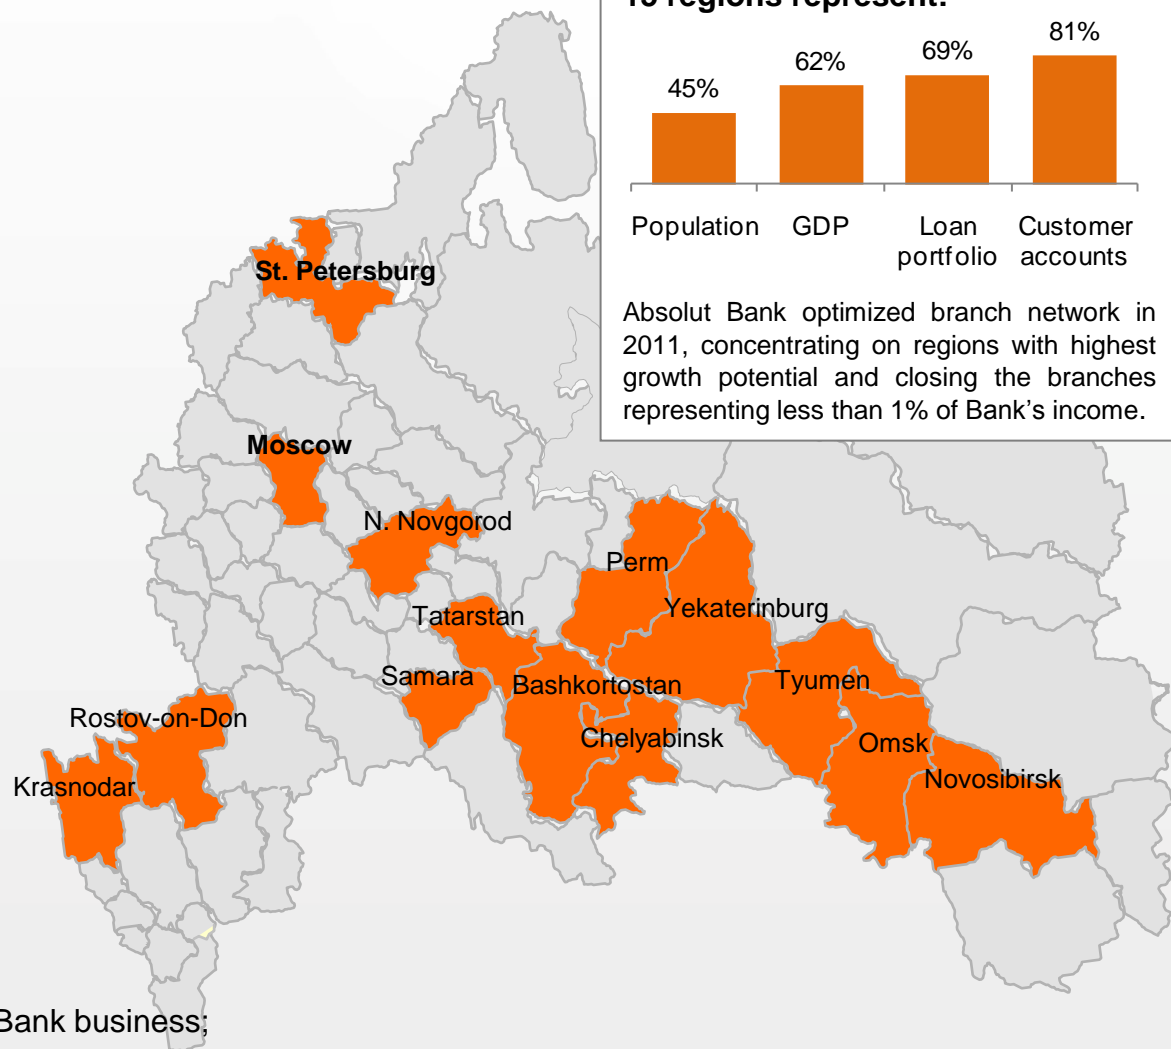 regions represent:
81%
69%
62%
45%
Population GDP Loan Customer
portfolio accounts
Absolut Bank optimized branch network in
2011, concentrating on regions with highest
growth potential and closing the branches
representing less than 1% of Bank's income.
St. Petersburg
Moscow
N. Novgorod
Perm
Yekaterinburg
Tatarstan
Samara
Bashkortostan
Tyumen
Rostov-on-Don
Chelyabinsk
Omsk
Novosibirsk
Krasnodar
Bank business;